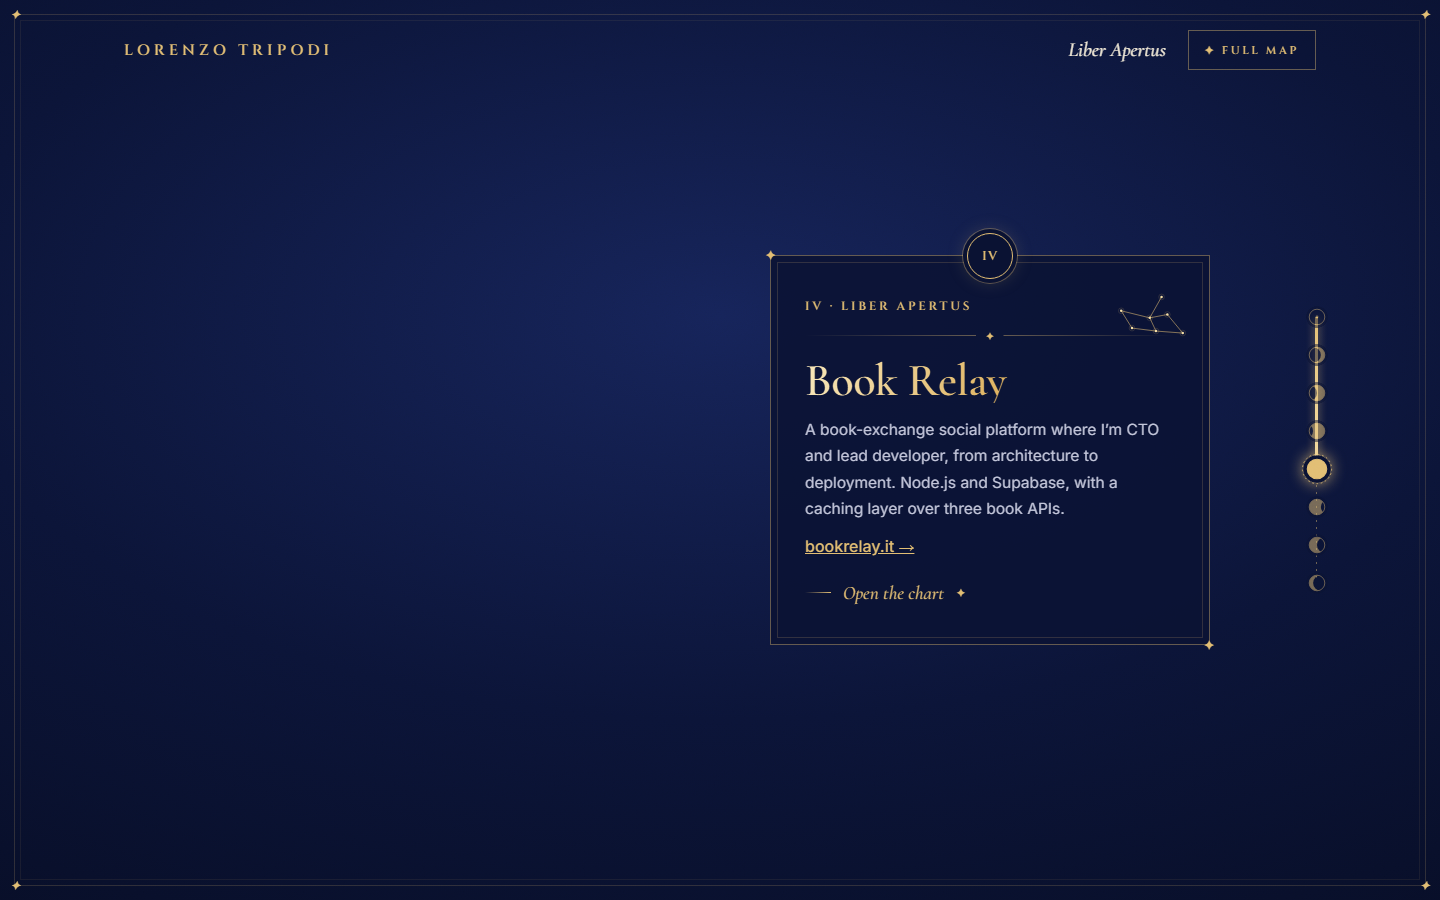 LORENZO TRIPODI
Liber Apertus
✦ FULL MAP
IV
IV · LIBER APERTUS
Book Relay
A book-exchange social platform where I’m CTO
and lead developer, from architecture to
deployment. Node.js and Supabase, with a
caching layer over three book APIs.
bookrelay.it →
Open the chart ✦